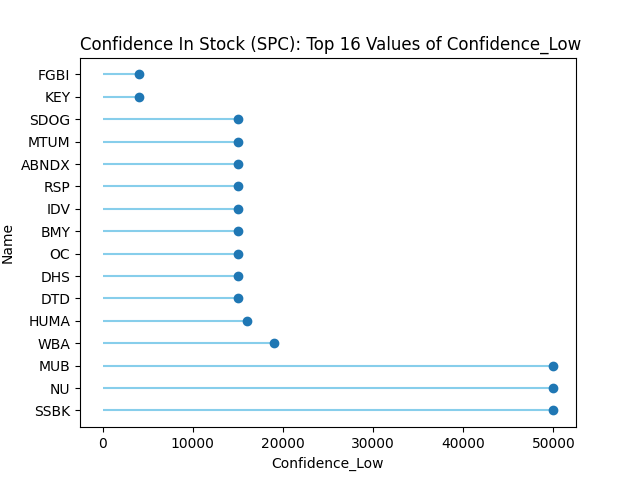 Confidence In Stock (SPC): Top 16 Values of Confidence_Low
FGBI
KEY
SDOG
MTUM
ABNDX
RSP
IDV
BMY
OC
DHS
DTD
HUMA
WBA
MUB
NU
SSBK
Name
0 10000 20000 30000 40000 50000
Confidence_Low